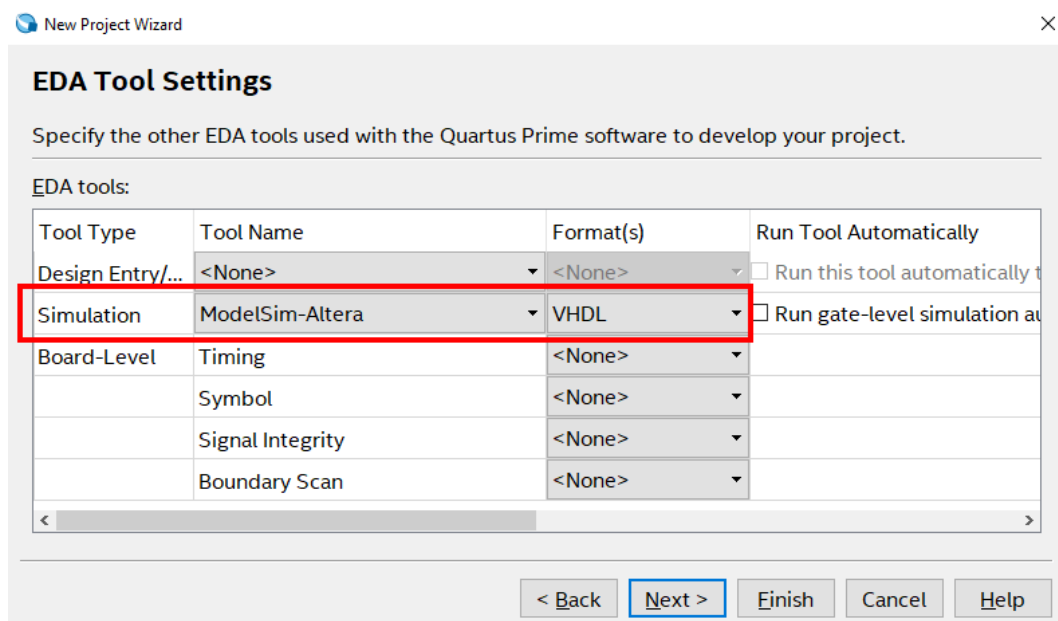 New Project Wizard
EDA Tool Settings
Specify the other EDA tools used with the Quartus Prime software to develop your project.
EDA tools:
Tool Type Tool Name Format(s) Run Tool Automatically
Design Entry/... <None> <None> Run this tool automatically t
Simulation ModelSim-Altera VHDL Run gate-level simulation au
Board-Level Timing <None>
Symbol <None>
Signal Integrity <None>
Boundary Scan <None>
< Back Next > Finish Cancel Help